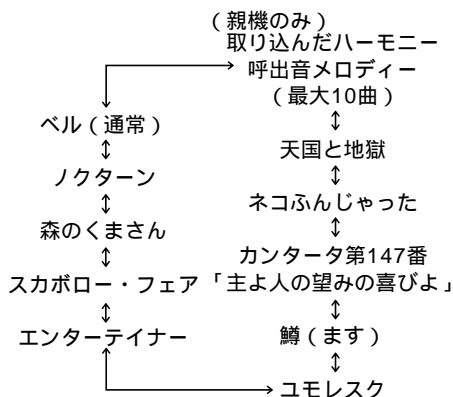 （親機のみ）
取り込んだハーモニー
呼出音メロディー
（最大10曲）
ベル（通常）
天国と地獄
ノクターン
ネコふんじゃった
森のくまさん
カンタータ第147番
スカボロー・フェア「主よ人の望みの喜びよ」
エンターテイナー
鱒（ます）
ユモレスク